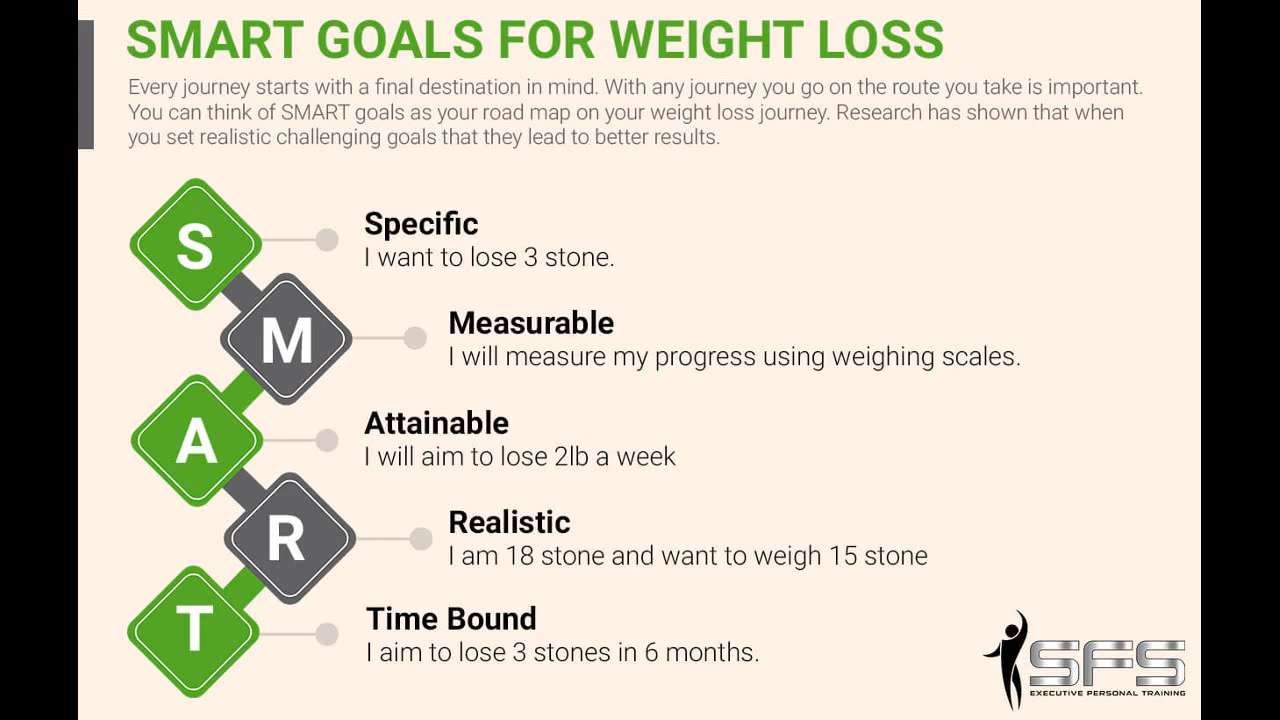 SMART GOALS FOR WEIGHT LOSS
Every journey starts with a final destination in mind. With any journey you go on the route you take is important.
You can think of SMART goals as your road map on your weight loss journey. Research has shown that when
you set realistic challenging goals that they lead to better results.
S
Specific
I want to lose 3 stone.
M
Measurable
I will measure my progress using weighing scales.
A
Attainable
I will aim to lose 2lb a week
R
Realistic
I am 18 stone and want to weigh 15 stone
T
Time Bound
I aim to lose 3 stones in 6 months.
SFS
EXECUTIVE PERSONAL TRAINING